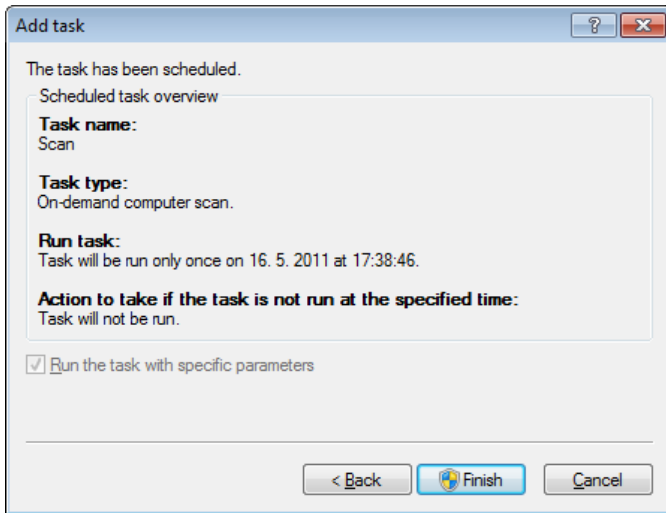 Add task
The task has been scheduled.
Scheduled task overview
Task name:
Scan
Task type:
On-demand computer scan.
Run task:
Task will be run only once on 16. 5. 2011 at 17:38:46.
Action to take if the task is not run at the specified time:
Task will not be run.
Run the task with specific parameters
< Back
Finish
Cancel